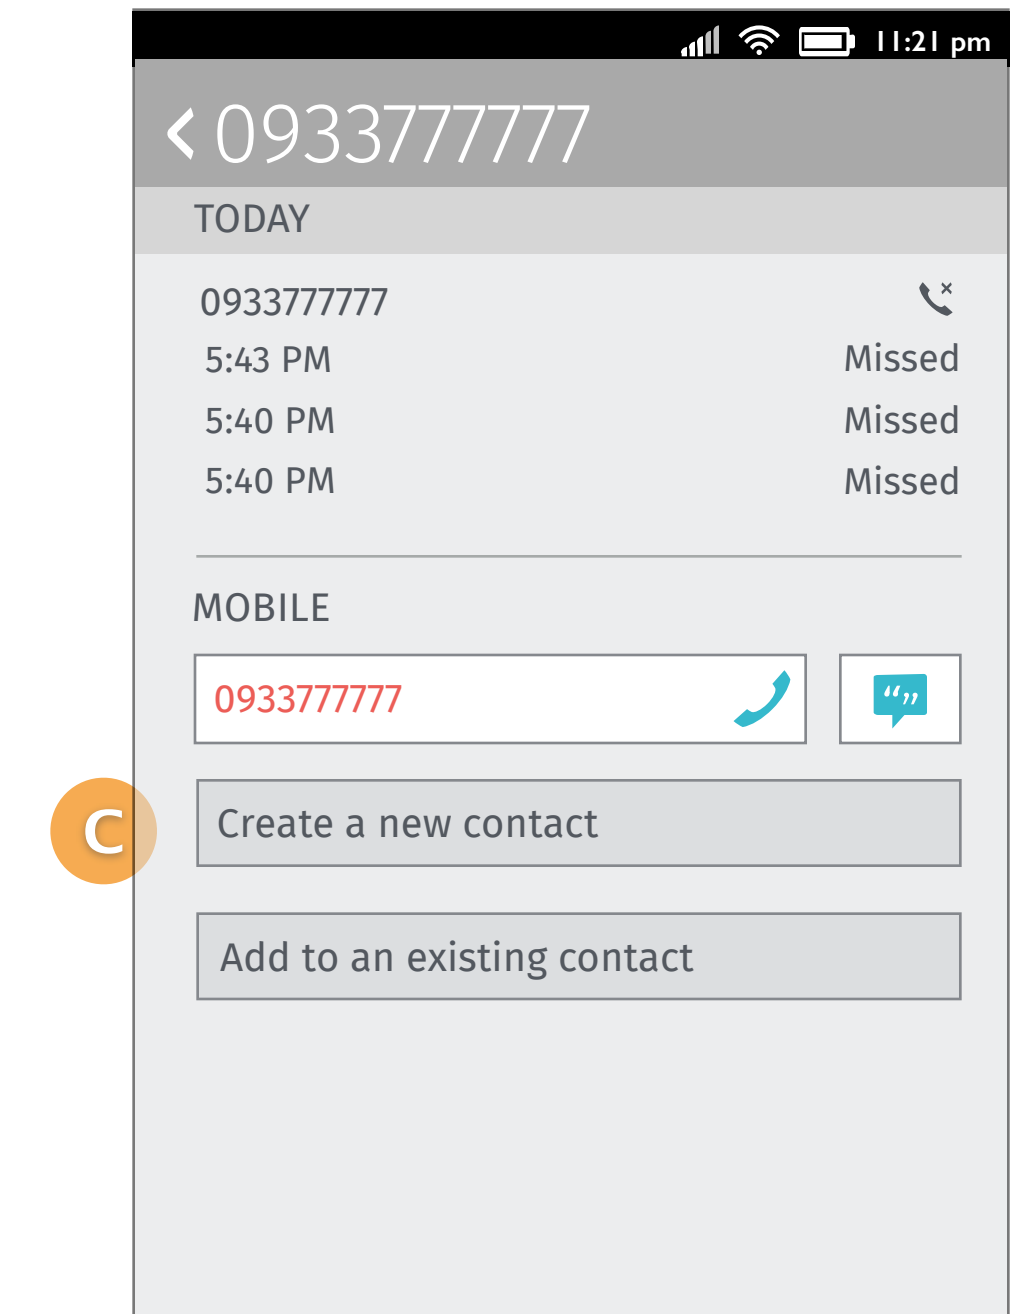 11:21 pm
0933777777
TODAY
0933777777
5:43 PM Missed
5:40 PM Missed
5:40 PM Missed
MOBILE
0933777777 “”
C Create a new contact
Add to an existing contact